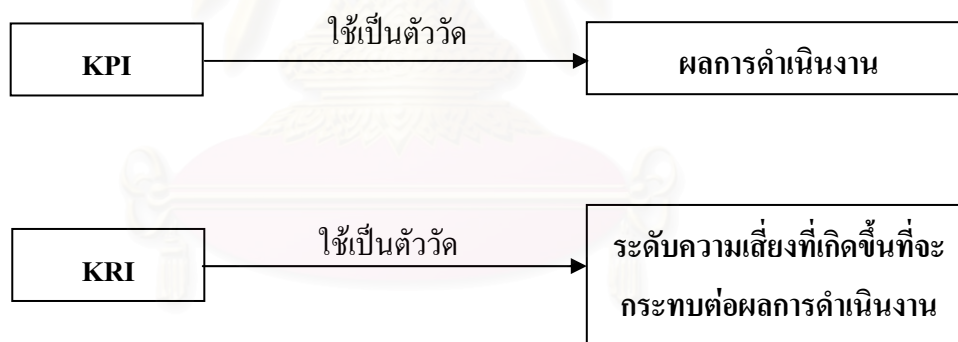 ใช้เป็นตัววัด
KPI
ผลการดำเนินงาน
ใช้เป็นตัววัด
KRI
ระดับความเสี่ยงที่เกิดขึ้นที่จะ
กระทบต่อผลการดำเนินงาน